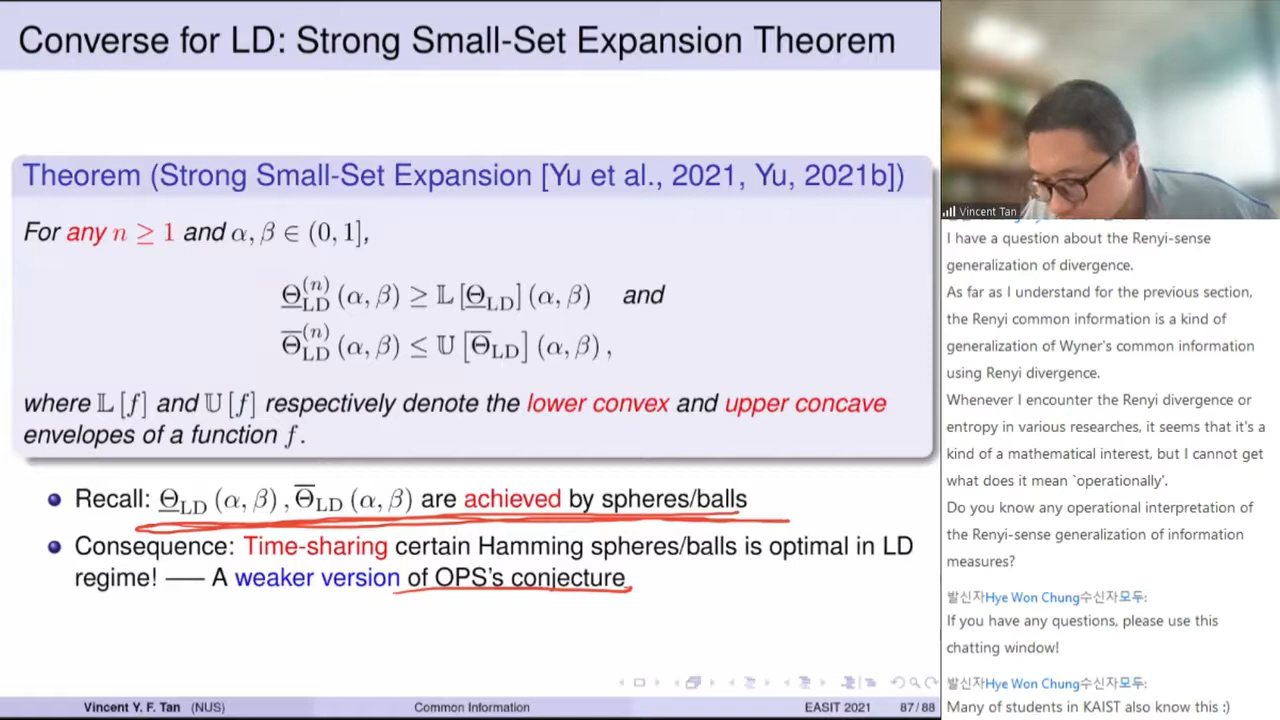 Converse for LD: Strong Small-Set Expansion Theorem
Theorem (Strong Small-Set Expansion [Yu et al., 2021, Yu, 2021b])
For any n ≥ 1 and α, β ∈ (0, 1],
Θ̲_LD^(n) (α, β) ≥ 𝕃 [Θ̲_LD] (α, β) and
Θ̅_LD^(n) (α, β) ≤ 𝕌 [Θ̅_LD] (α, β) ,
where 𝕃 [f] and 𝕌 [f] respectively denote the lower convex and upper concave
envelopes of a function f.
Recall: Θ̲_LD (α, β) , Θ̅_LD (α, β) are achieved by spheres/balls
Consequence: Time-sharing certain Hamming spheres/balls is optimal in LD
regime! — A weaker version of OPS's conjecture
Vincent Y. F. Tan (NUS) Common Information EASIT 2021 87 / 88
Vincent Tan
I have a question about the Renyi-sense
generalization of divergence.
As far as I understand for the previous section,
the Renyi common information is a kind of
generalization of Wyner's common information
using Renyi divergence.
Whenever I encounter the Renyi divergence or
entropy in various researches, it seems that it's a
kind of a mathematical interest, but I cannot get
what does it mean `operationally'.
Do you know any operational interpretation of
the Renyi-sense generalization of information
measures?
발신자Hye Won Chung수신자모두:
If you have any questions, please use this
chatting window!
발신자Hye Won Chung수신자모두:
Many of students in KAIST also know this :)